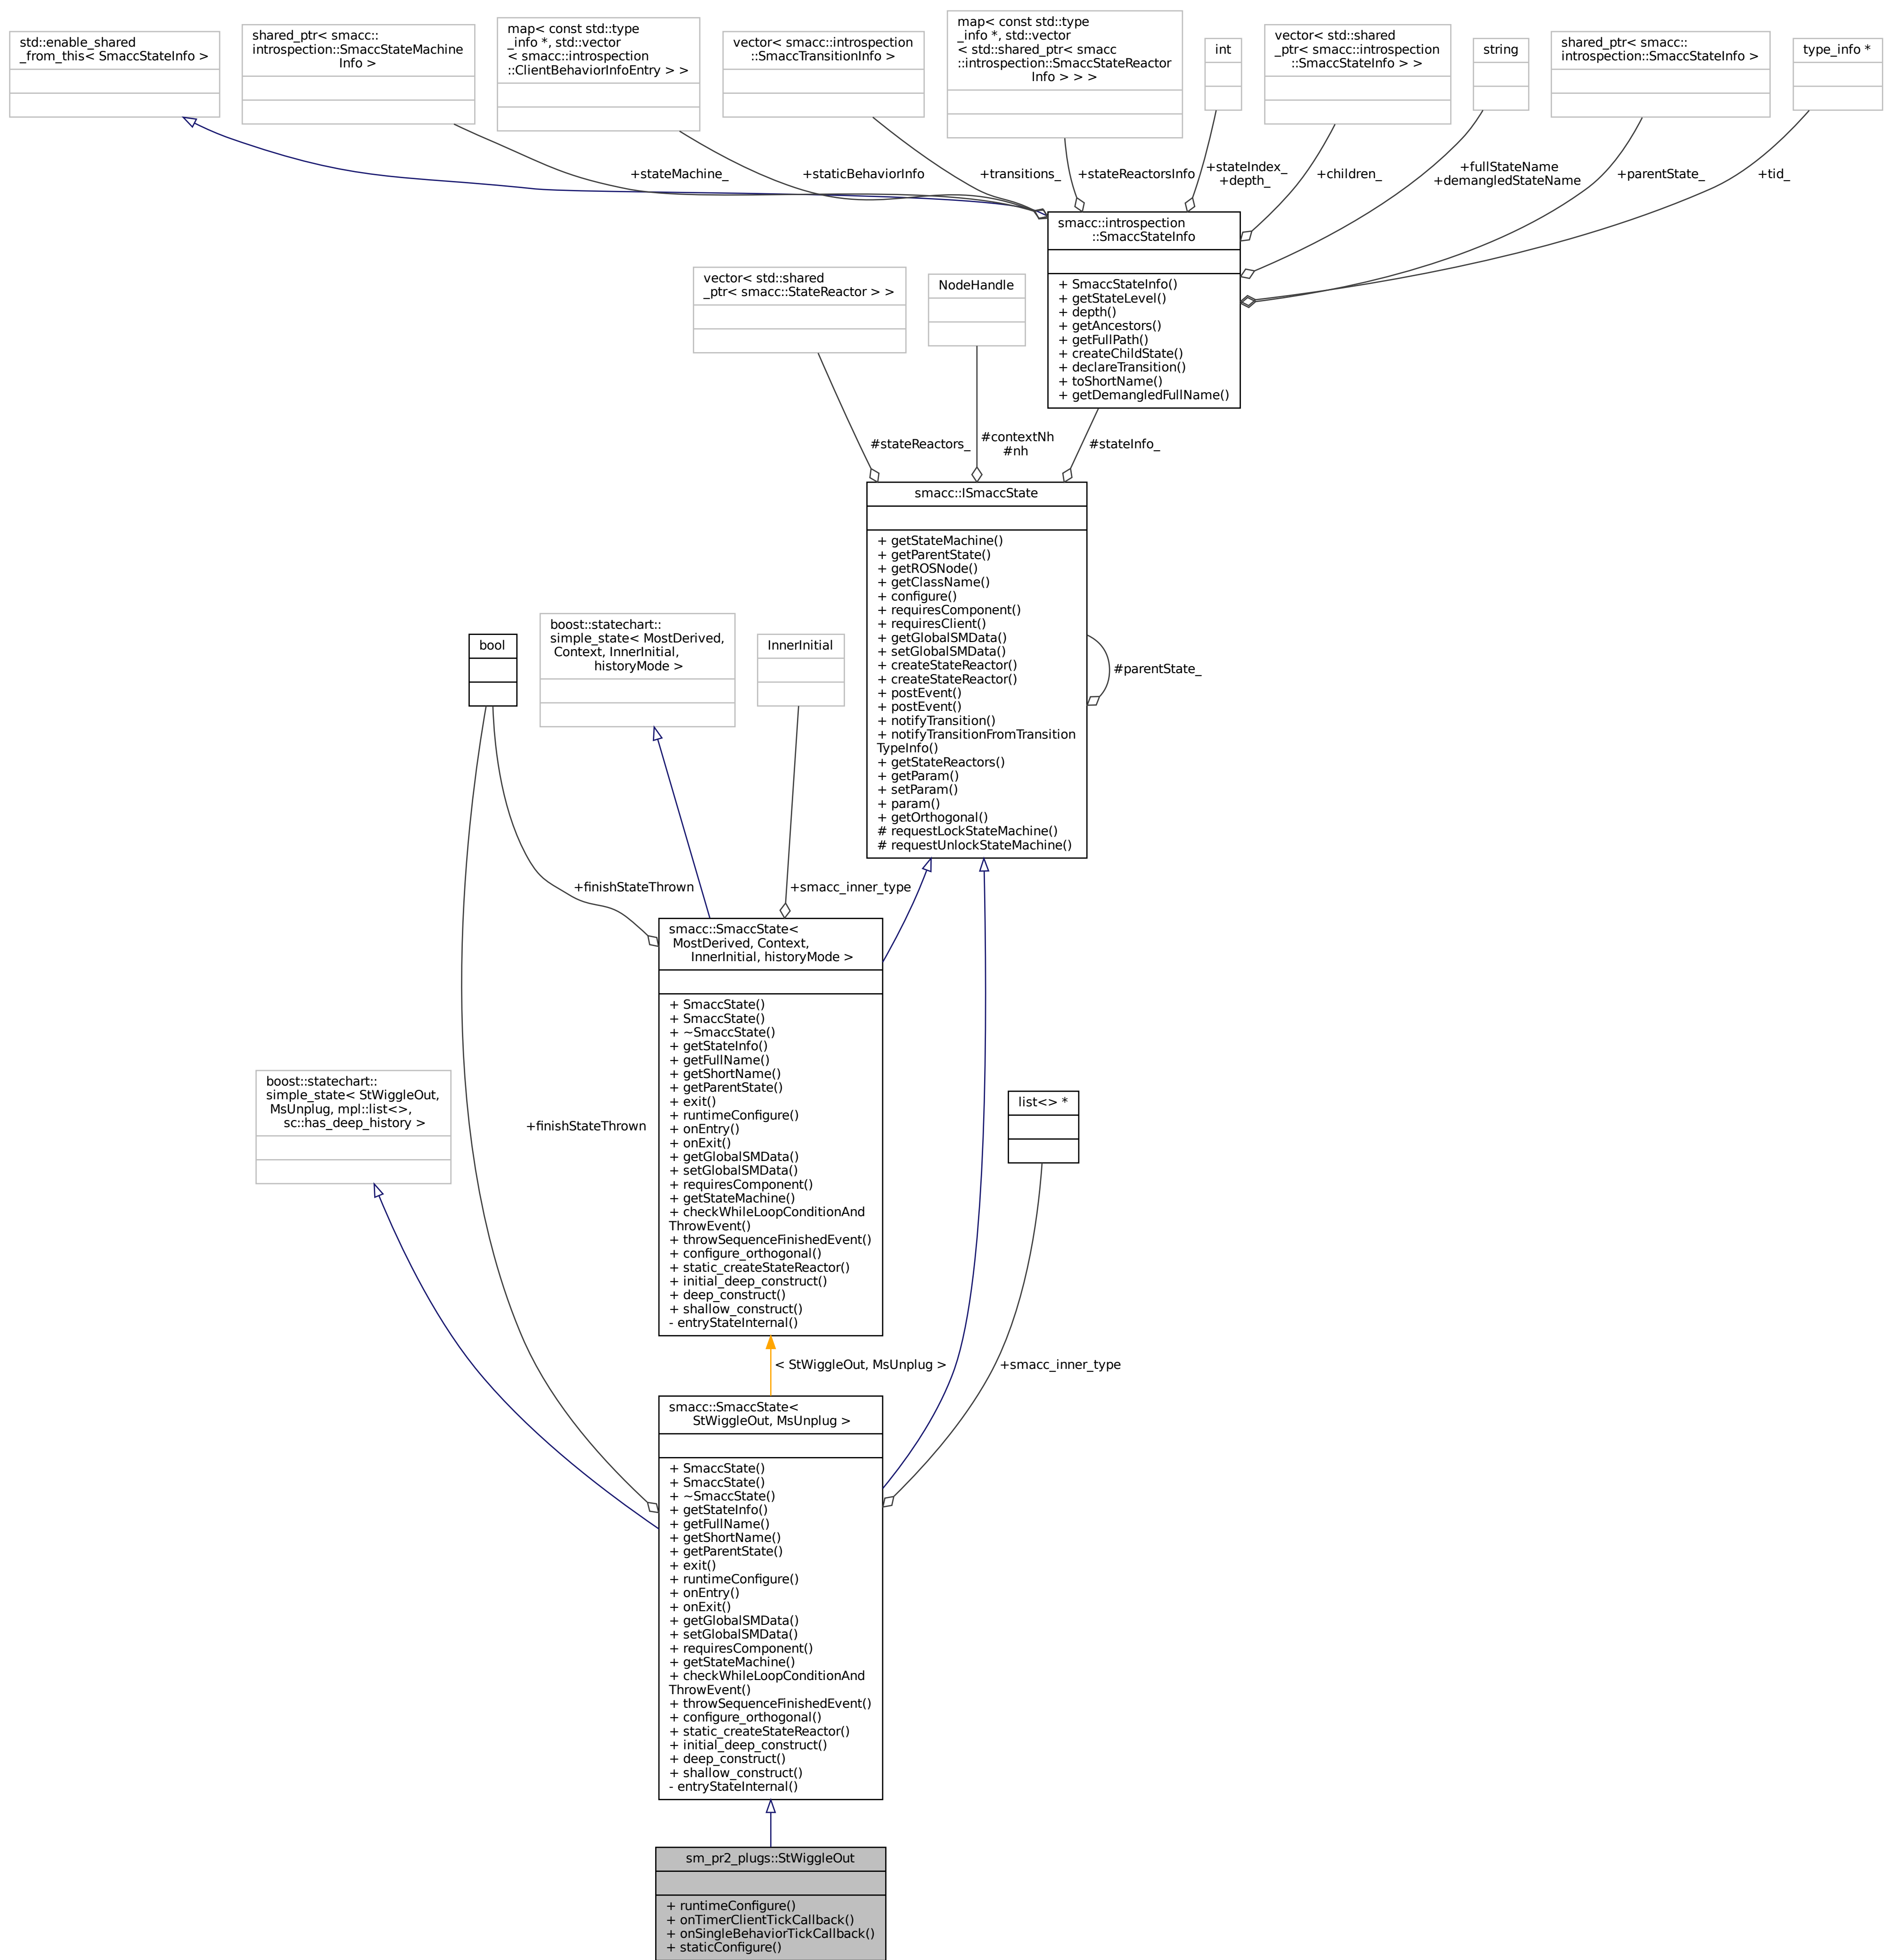 std::enable_shared
_from_this< SmaccStateInfo >
shared_ptr< smacc::
introspection::SmaccStateMachine
Info >
map< const std::type
_info *, std::vector
< smacc::introspection
::ClientBehaviorInfoEntry > >
vector< smacc::introspection
::SmaccTransitionInfo >
map< const std::type
_info *, std::vector
< std::shared_ptr< smacc
::introspection::SmaccStateReactor
Info > > >
int
vector< std::shared
_ptr< smacc::introspection
::SmaccStateInfo > >
string
shared_ptr< smacc::
introspection::SmaccStateInfo >
type_info *
+stateMachine_
+staticBehaviorInfo
+transitions_
+stateReactorsInfo
+stateIndex_
+depth_
+children_
+fullStateName
+demangledStateName
+parentState_
+tid_
smacc::introspection
::SmaccStateInfo
+ SmaccStateInfo()
+ getStateLevel()
+ depth()
+ getAncestors()
+ getFullPath()
+ createChildState()
+ declareTransition()
+ toShortName()
+ getDemangledFullName()
vector< std::shared
_ptr< smacc::StateReactor > >
NodeHandle
#stateReactors_
#contextNh
#nh
#stateInfo_
smacc::ISmaccState
+ getStateMachine()
+ getParentState()
+ getROSNode()
+ getClassName()
+ configure()
+ requiresComponent()
+ requiresClient()
+ getGlobalSMData()
+ setGlobalSMData()
+ createStateReactor()
+ createStateReactor()
+ postEvent()
+ postEvent()
+ notifyTransition()
+ notifyTransitionFromTransition
TypeInfo()
+ getStateReactors()
+ getParam()
+ setParam()
+ param()
+ getOrthogonal()
# requestLockStateMachine()
# requestUnlockStateMachine()
#parentState_
bool
boost::statechart::
simple_state< MostDerived,
Context, InnerInitial,
historyMode >
InnerInitial
+finishStateThrown
+smacc_inner_type
smacc::SmaccState<
MostDerived, Context,
InnerInitial, historyMode >
+ SmaccState()
+ SmaccState()
+ ~SmaccState()
+ getStateInfo()
+ getFullName()
+ getShortName()
+ getParentState()
+ exit()
+ runtimeConfigure()
+ onEntry()
+ onExit()
+ getGlobalSMData()
+ setGlobalSMData()
+ requiresComponent()
+ getStateMachine()
+ checkWhileLoopConditionAnd
ThrowEvent()
+ throwSequenceFinishedEvent()
+ configure_orthogonal()
+ static_createStateReactor()
+ initial_deep_construct()
+ deep_construct()
+ shallow_construct()
- entryStateInternal()
boost::statechart::
simple_state< StWiggleOut,
MsUnplug, mpl::list<>,
sc::has_deep_history >
+finishStateThrown
list<> *
< StWiggleOut, MsUnplug >
+smacc_inner_type
smacc::SmaccState<
StWiggleOut, MsUnplug >
+ SmaccState()
+ SmaccState()
+ ~SmaccState()
+ getStateInfo()
+ getFullName()
+ getShortName()
+ getParentState()
+ exit()
+ runtimeConfigure()
+ onEntry()
+ onExit()
+ getGlobalSMData()
+ setGlobalSMData()
+ requiresComponent()
+ getStateMachine()
+ checkWhileLoopConditionAnd
ThrowEvent()
+ throwSequenceFinishedEvent()
+ configure_orthogonal()
+ static_createStateReactor()
+ initial_deep_construct()
+ deep_construct()
+ shallow_construct()
- entryStateInternal()
sm_pr2_plugs::StWiggleOut
+ runtimeConfigure()
+ onTimerClientTickCallback()
+ onSingleBehaviorTickCallback()
+ staticConfigure()